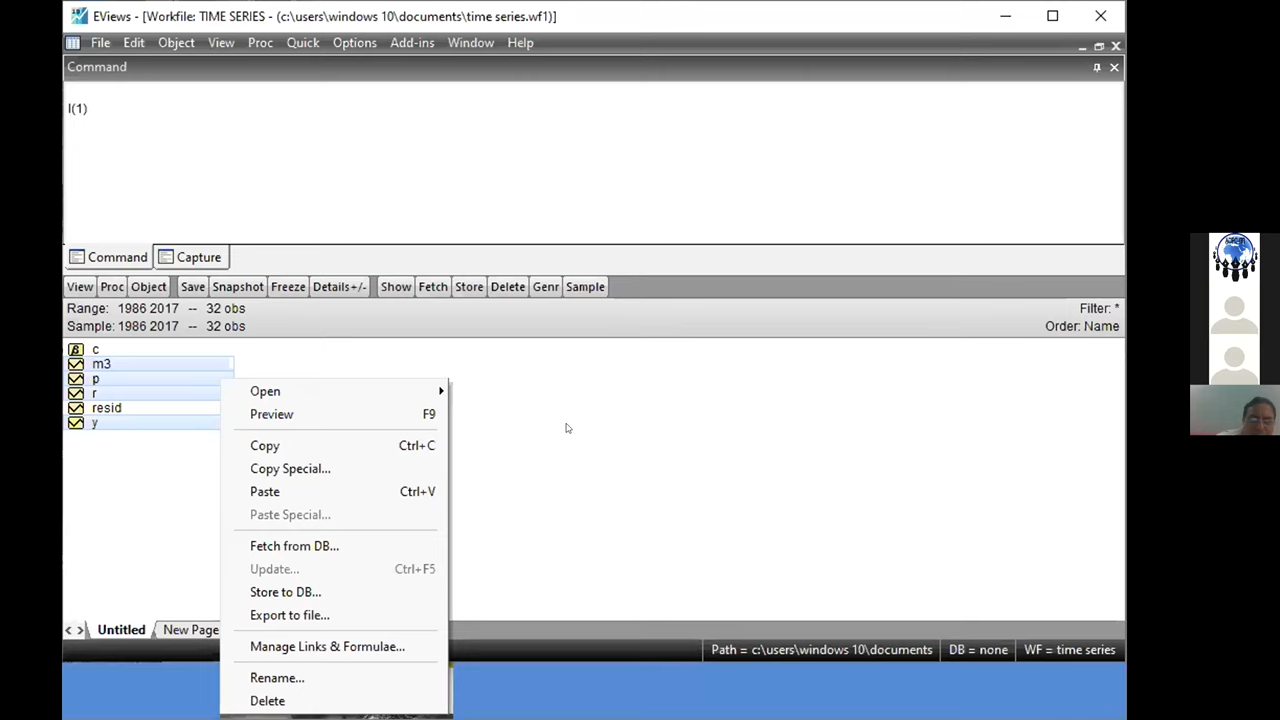 EViews - [Workfile: TIME SERIES - (c:\users\windows 10\documents\time series.wf1)]
File Edit Object View Proc Quick Options Add-ins Window Help
Command
I(1)
Command Capture
View Proc Object Save Snapshot Freeze Details+/- Show Fetch Store Delete Genr Sample
Range: 1986 2017 -- 32 obs Filter: *
Sample: 1986 2017 -- 32 obs Order: Name
c
m3
p
r
resid
y
Open
Preview F9
Copy Ctrl+C
Copy Special...
Paste Ctrl+V
Paste Special...
Fetch from DB...
Update... Ctrl+F5
Store to DB...
Export to file...
Manage Links & Formulae...
Rename...
Delete
Untitled New Page
Path = c:\users\windows 10\documents DB = none WF = time series